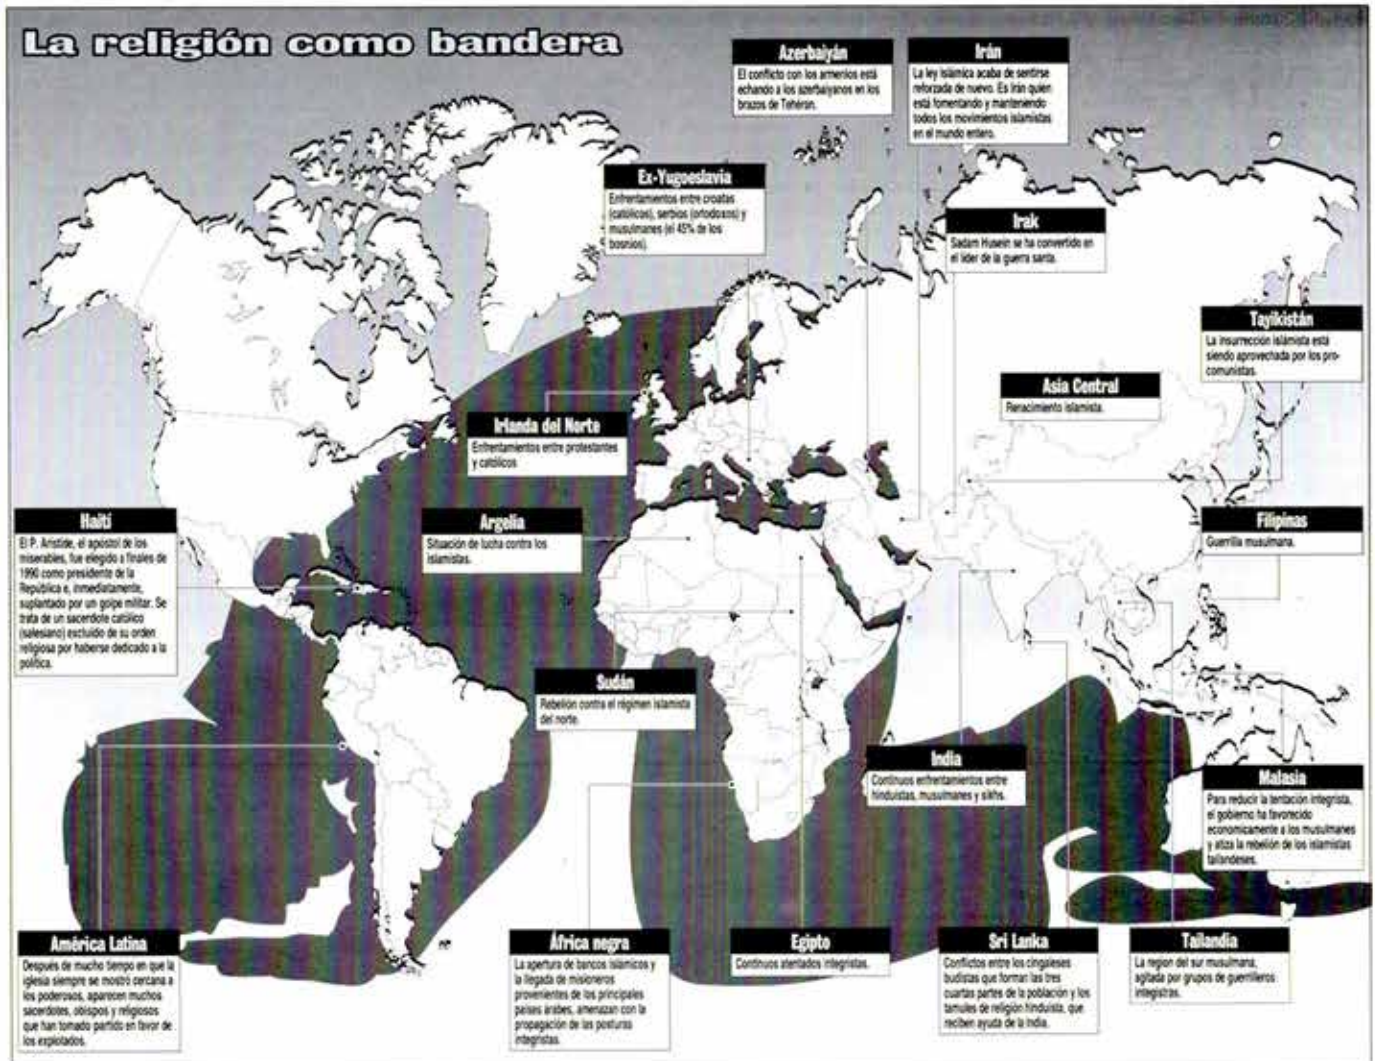 La religión como bandera
Azerbaiyán
El conflicto con los armenios está
echando a los azerbaiyanos en los
brazos de Teherón.
Irán
La ley islámica acaba de sentirse
reforzada de nuevo. Es Irán quien
está fomentando y manteniendo
todos los movimientos islamistas
en el mundo entero.
Ex-Yugoeslavia
Enfrentamientos entre croatas
(católicos), serbios (ortodoxos) y
musulmanes (el 45% de los
bosnios).
Irak
Sadam Husein se ha convertido en
el líder de la guerra santa.
Tayikistán
La insurrección islámista está
siendo aprovechada por los pro-
comunistas.
Asia Central
Renacimiento islamista.
Irlanda del Norte
Enfrentamientos entre protestantes
y católicos
Haití
El P. Aristide, el apóstol de los
miserables, fue elegido a finales de
1990 como presidente de la
República e, inmediatamente,
suplantado por un golpe militar. Se
trata de un sacerdote católico
(salesiano) excluido de su orden
religiosa por haberse dedicado a la
política.
Argelia
Situación de lucha contra los
islamistas.
Filipinas
Guerrilla musulmana.
Sudán
Rebelión contra el régimen islamista
del norte.
India
Continuos enfrentamientos entre
hinduistas, musulmanes y sikhs.
Malasia
Para reducir la tentación integrista,
el gobierno ha favorecido
economicamente a los musulmanes
y atiza la rebelión de los islamistas
tailandeses.
América Latina
Después de mucho tiempo en que la
iglesia siempre se mostró cercana a
los poderosos, aparecen muchos
sacerdotes, obispos y religiosos
que han tomado partido en favor de
los explotados.
África negra
La apertura de bancos islámicos y
la llegada de misioneros
provenientes de los principales
países árabes, amenazan con la
propagación de las posturas
integristas.
Egipto
Continuos atentados integristas.
Sri Lanka
Conflictos entre los cingaleses
budistas que forman las tres
cuartas partes de la población y los
tamules de religión hinduista, que
reciben ayuda de la India.
Tailandia
La region del sur musulmana,
agitada por grupos de guerrilleros
integristras.